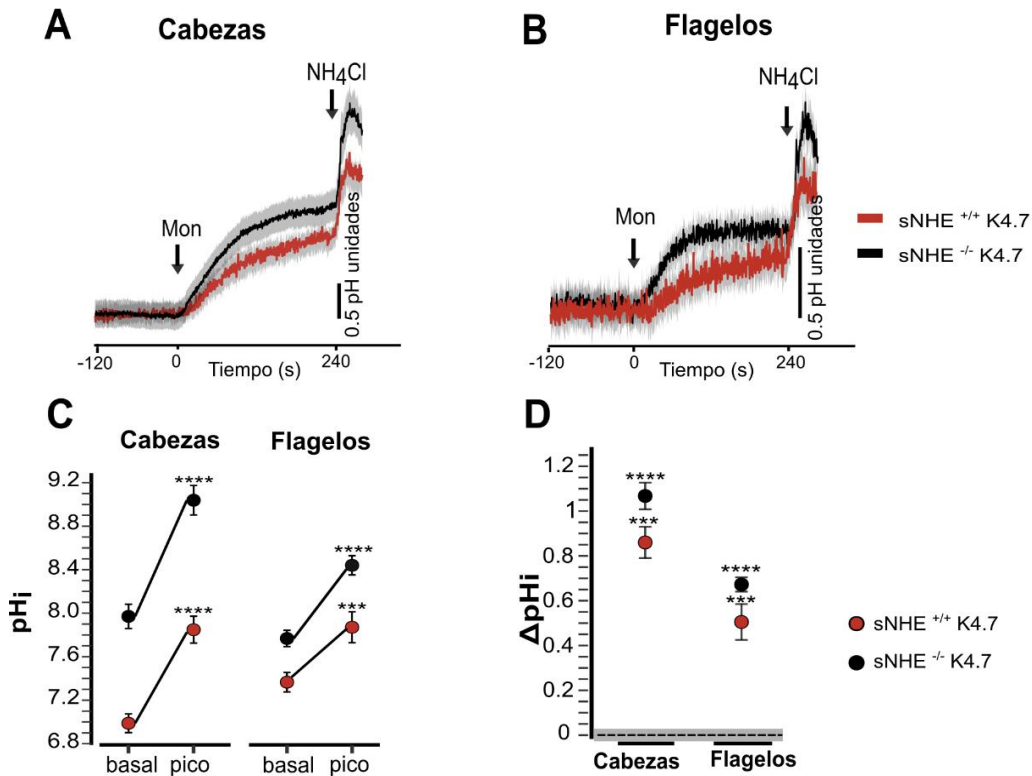 A
Cabezas
NH4Cl
Mon
0.5 pH unidades
-120
0
240
Tiempo (s)
B
Flagelos
NH4Cl
Mon
0.5 pH unidades
-120
0
240
Tiempo (s)
sNHE +/+ K4.7
sNHE -/- K4.7
C
Cabezas
Flagelos
pHi
9.2
8.8
8.4
8.0
7.6
7.2
6.8
****
****
****
***
basal
pico
basal
pico
D
ΔpHi
1.2
1
0.8
0.6
0.4
0.2
0
****
***
****
***
Cabezas
Flagelos
sNHE +/+ K4.7
sNHE -/- K4.7